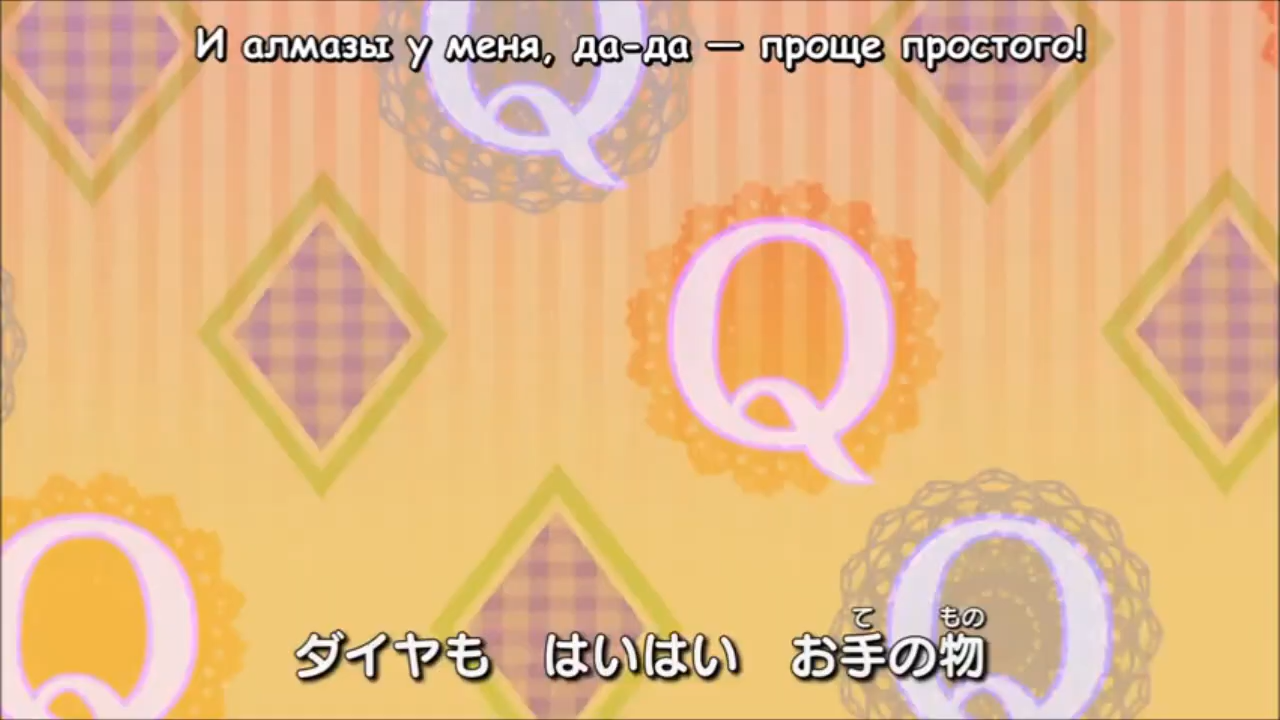 И алмазы у меня, да-да — проще простого!
Q
Q
Q
Q
て もの
ダイヤも はいはい お手の物